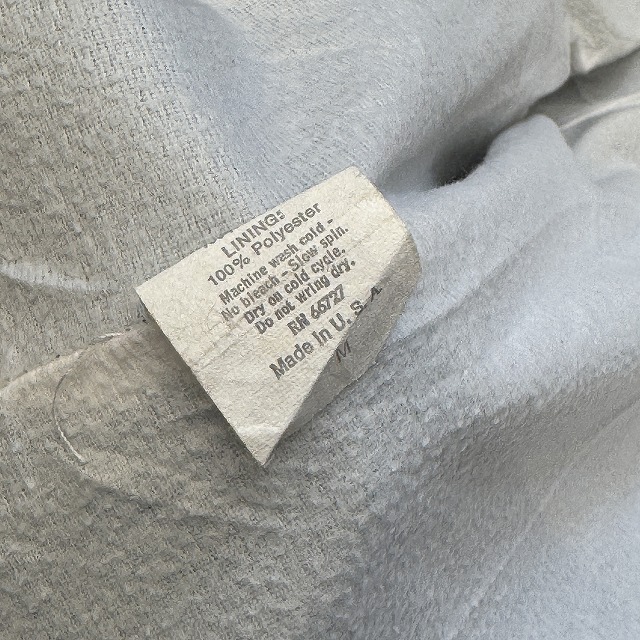 LINING:
100% Polyester
Machine wash cold -
No bleach - Slow spin.
Dry on cold cycle.
Do not wring dry.
RN 66727
Made In U. S. A
M